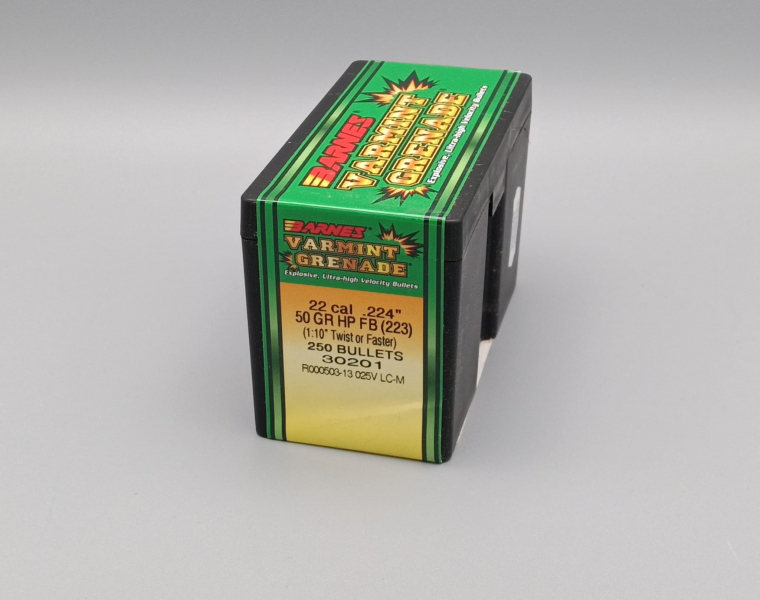 BARNES
VARMINT
GRENADE
Explosive, Ultra-high Velocity Bullets
BARNES
VARMINT
GRENADE
Explosive, Ultra-high Velocity Bullets
22 cal .224"
50 GR HP FB (223)
(1:10" Twist or Faster)
250 BULLETS
30201
R000503-13 025V LC-M